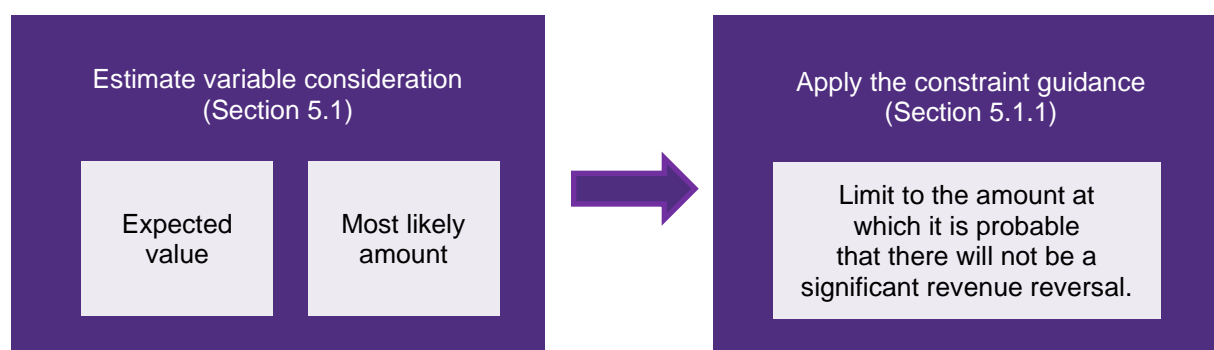 Estimate variable consideration
(Section 5.1)
Expected
value
Most likely
amount
Apply the constraint guidance
(Section 5.1.1)
Limit to the amount at
which it is probable
that there will not be a
significant revenue reversal.